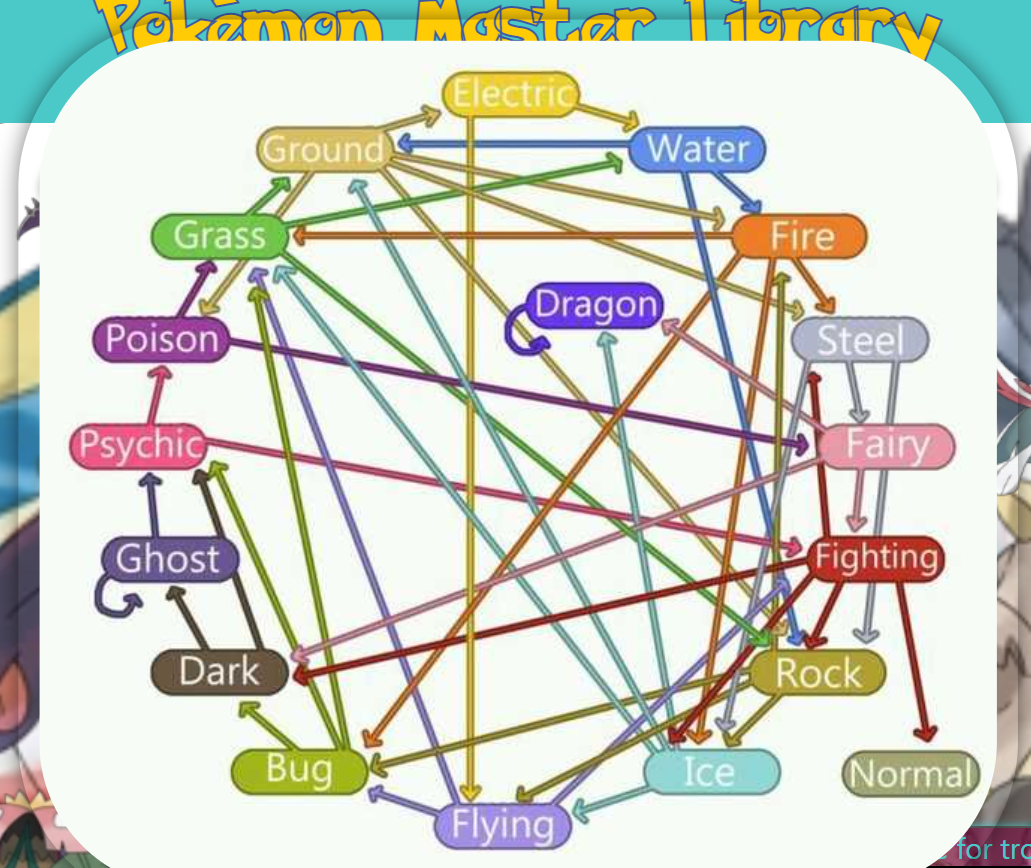 Pokémon Master Library
Electric
Ground
Water
Grass
Fire
Dragon
Poison
Steel
Psychic
Fairy
Ghost
Fighting
Dark
Rock
Bug
Ice
Normal
Flying
for